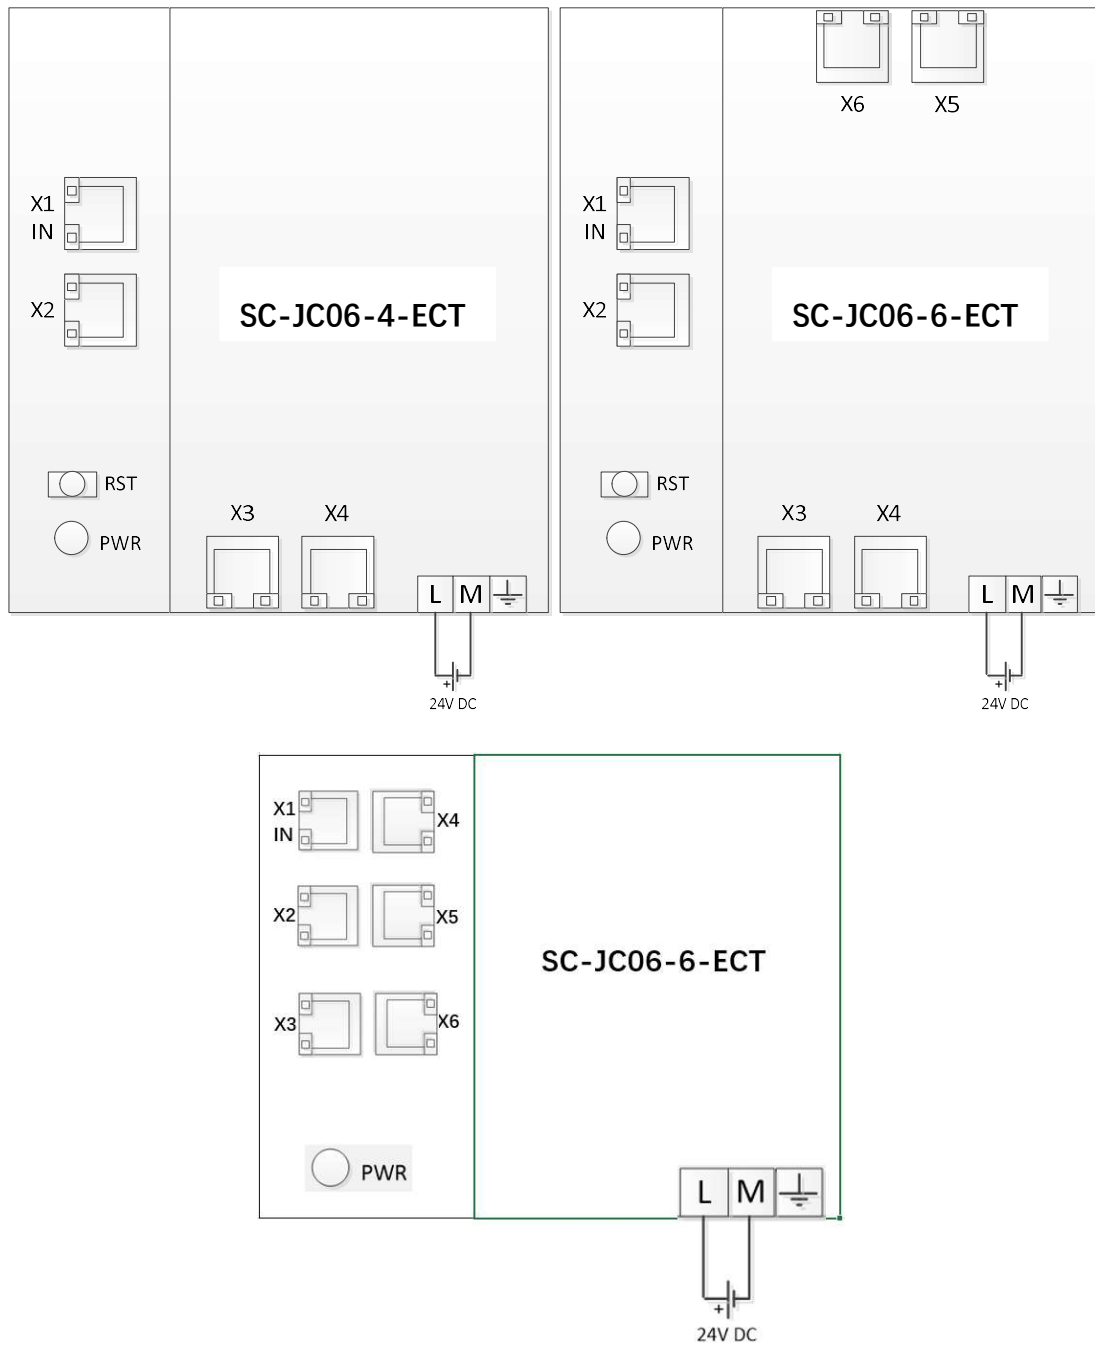 X1
IN
X2
SC-JC06-4-ECT
RST
PWR
X3 X4
L M
+
24V DC
X6 X5
X1
IN
X2
SC-JC06-6-ECT
RST
PWR
X3 X4
L M
+
24V DC
X1
IN
X4
X2
X5
X3
X6
SC-JC06-6-ECT
PWR
L M
+
24V DC